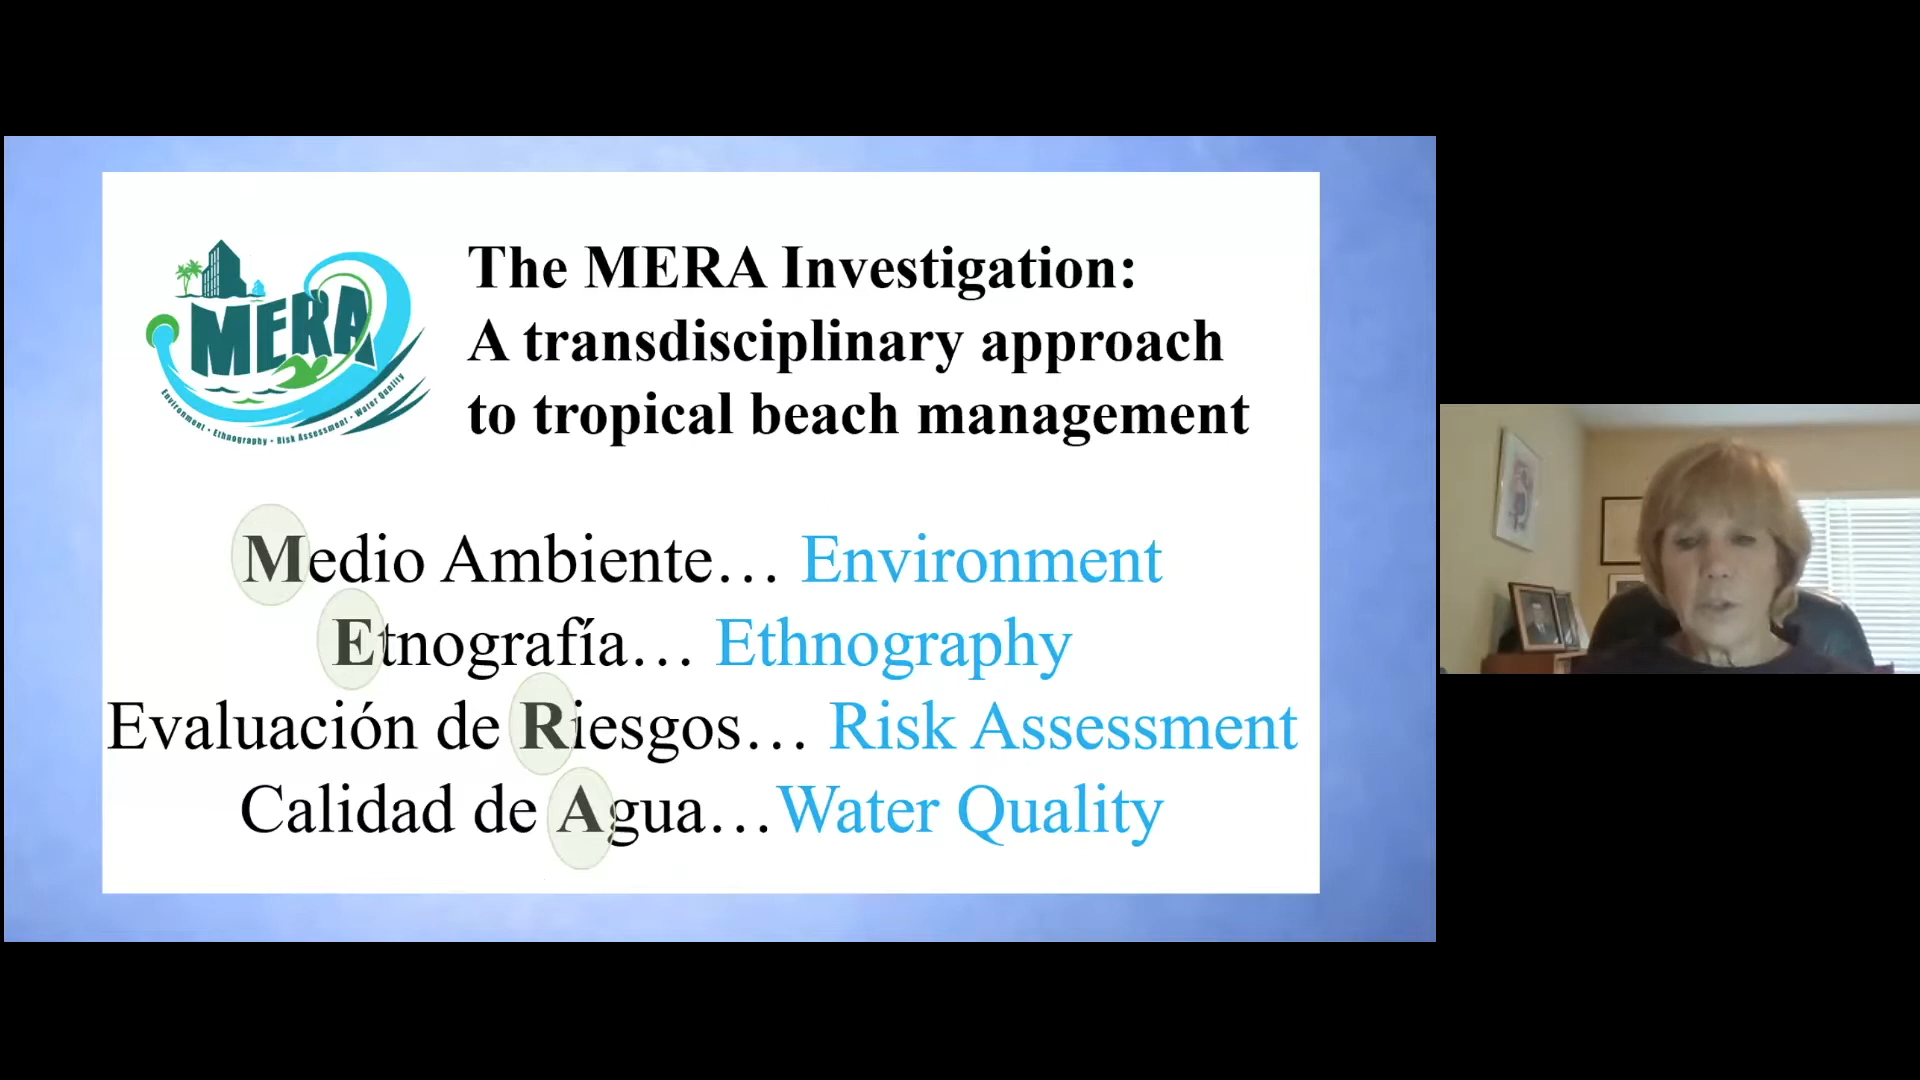 MERA
Environment • Ethnography • Risk Assessment • Water Quality
The MERA Investigation:
A transdisciplinary approach
to tropical beach management
Medio Ambiente… Environment
Etnografía… Ethnography
Evaluación de Riesgos… Risk Assessment
Calidad de Agua…Water Quality